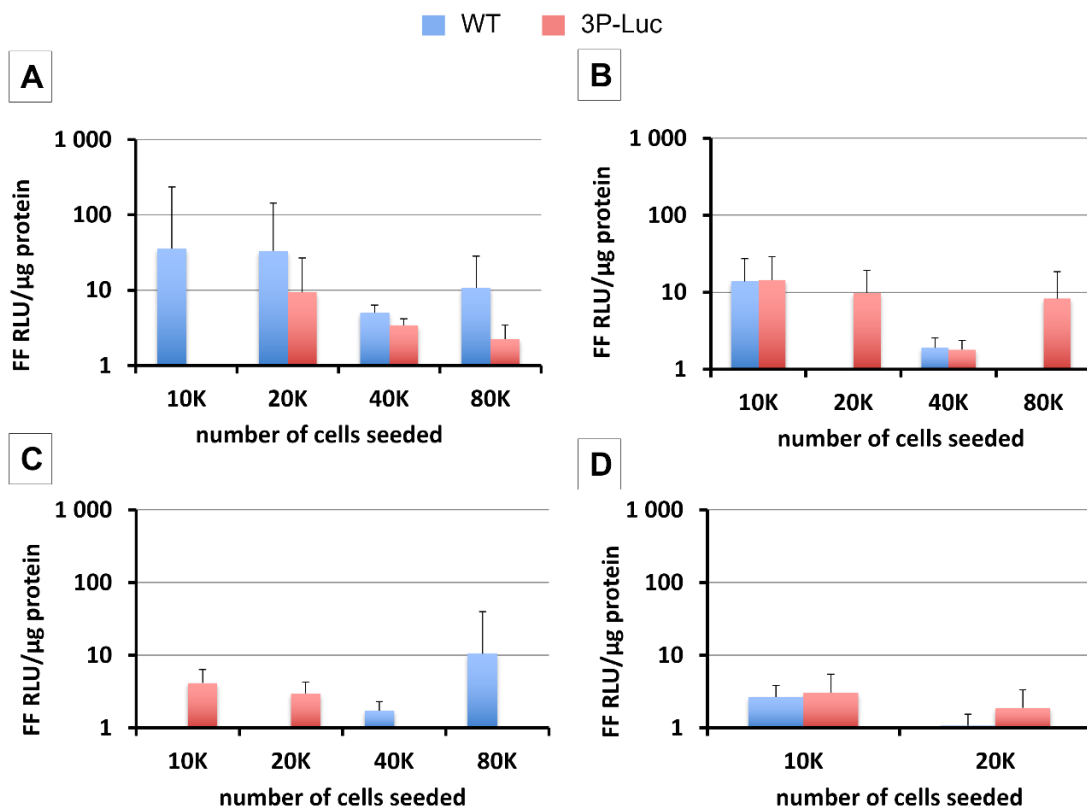 WT 3P-Luc
A
FF RLU/µg protein
1 000
100
10
1
10K 20K 40K 80K
number of cells seeded
B
FF RLU/µg protein
1 000
100
10
1
10K 20K 40K 80K
number of cells seeded
C
FF RLU/µg protein
1 000
100
10
1
10K 20K 40K 80K
number of cells seeded
D
FF RLU/µg protein
1 000
100
10
1
10K 20K
number of cells seeded